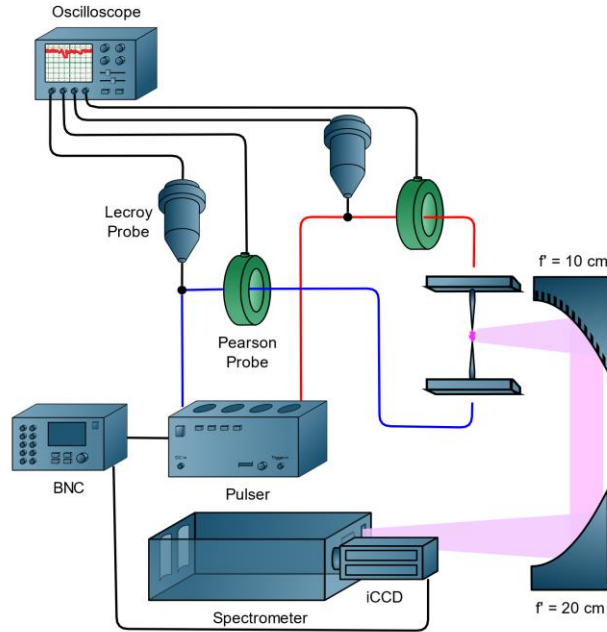 Oscilloscope
Lecroy
Probe
Pearson
Probe
f' = 10 cm
BNC
Pulser
iCCD
Spectrometer
f' = 20 cm